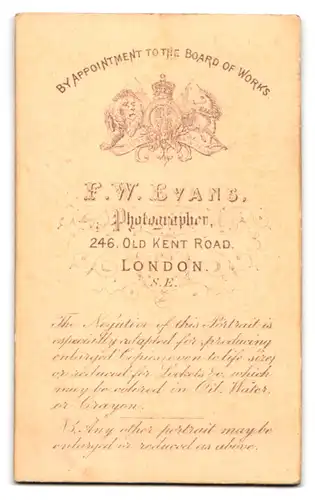 BY APPOINTMENT TO THE BOARD OF WORKS
F. W. EVANS,
Photographer,
246. OLD KENT ROAD.
LONDON.
S.E.
The Negative of this Portrait is
especially adapted for producing
enlarged Copies even to life size,
or reduced for Lockets &c, which
may be colored in Oil, Water,
or Crayon.
N.B. Any other portrait may be
enlarged or reduced as above.